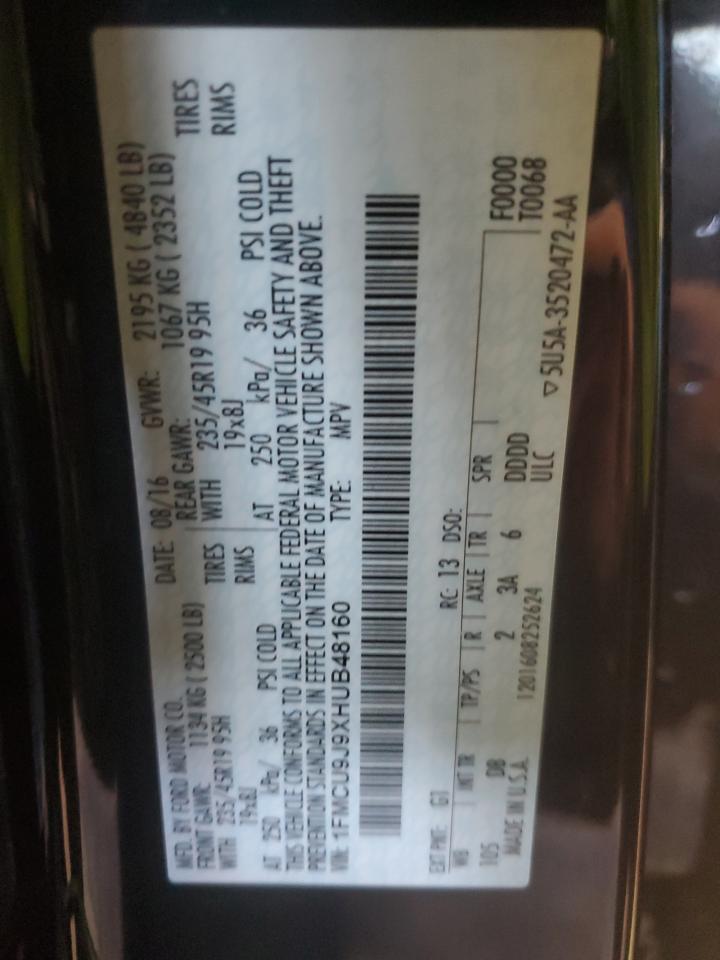 MFD. BY FORD MOTOR CO.
DATE: 08/16 GVWR: 2195 KG ( 4840 LB)
FRONT GAWR: 1134 KG ( 2500 LB) REAR GAWR: 1067 KG ( 2352 LB)
WITH 235/45R19 95H TIRES WITH 235/45R19 95H TIRES
19x8J RIMS 19x8J RIMS
AT 250 kPa/ 36 PSI COLD AT 250 kPa/ 36 PSI COLD
THIS VEHICLE CONFORMS TO ALL APPLICABLE FEDERAL MOTOR VEHICLE SAFETY AND THEFT
PREVENTION STANDARDS IN EFFECT ON THE DATE OF MANUFACTURE SHOWN ABOVE.
VIN: 1FMCU9J9XHUB48160 TYPE: MPV
EXT PNT: G1 RC: 13 DSO:
WB INT TR TP/PS R AXLE TR SPR F0000
105 DB 2 3A 6 DDDD T0068
MADE IN U.S.A. 1201608252624 ULC
▽5U5A-3520472-AA